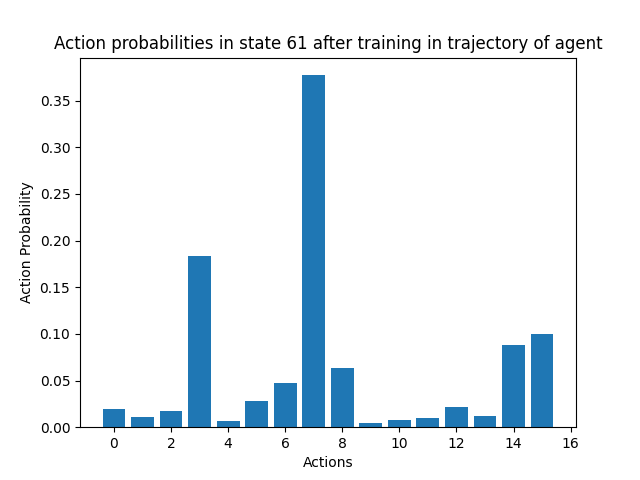 Action probabilities in state 61 after training in trajectory of agent
Action Probability
0.35
0.30
0.25
0.20
0.15
0.10
0.05
0.00
0 2 4 6 8 10 12 14 16
Actions